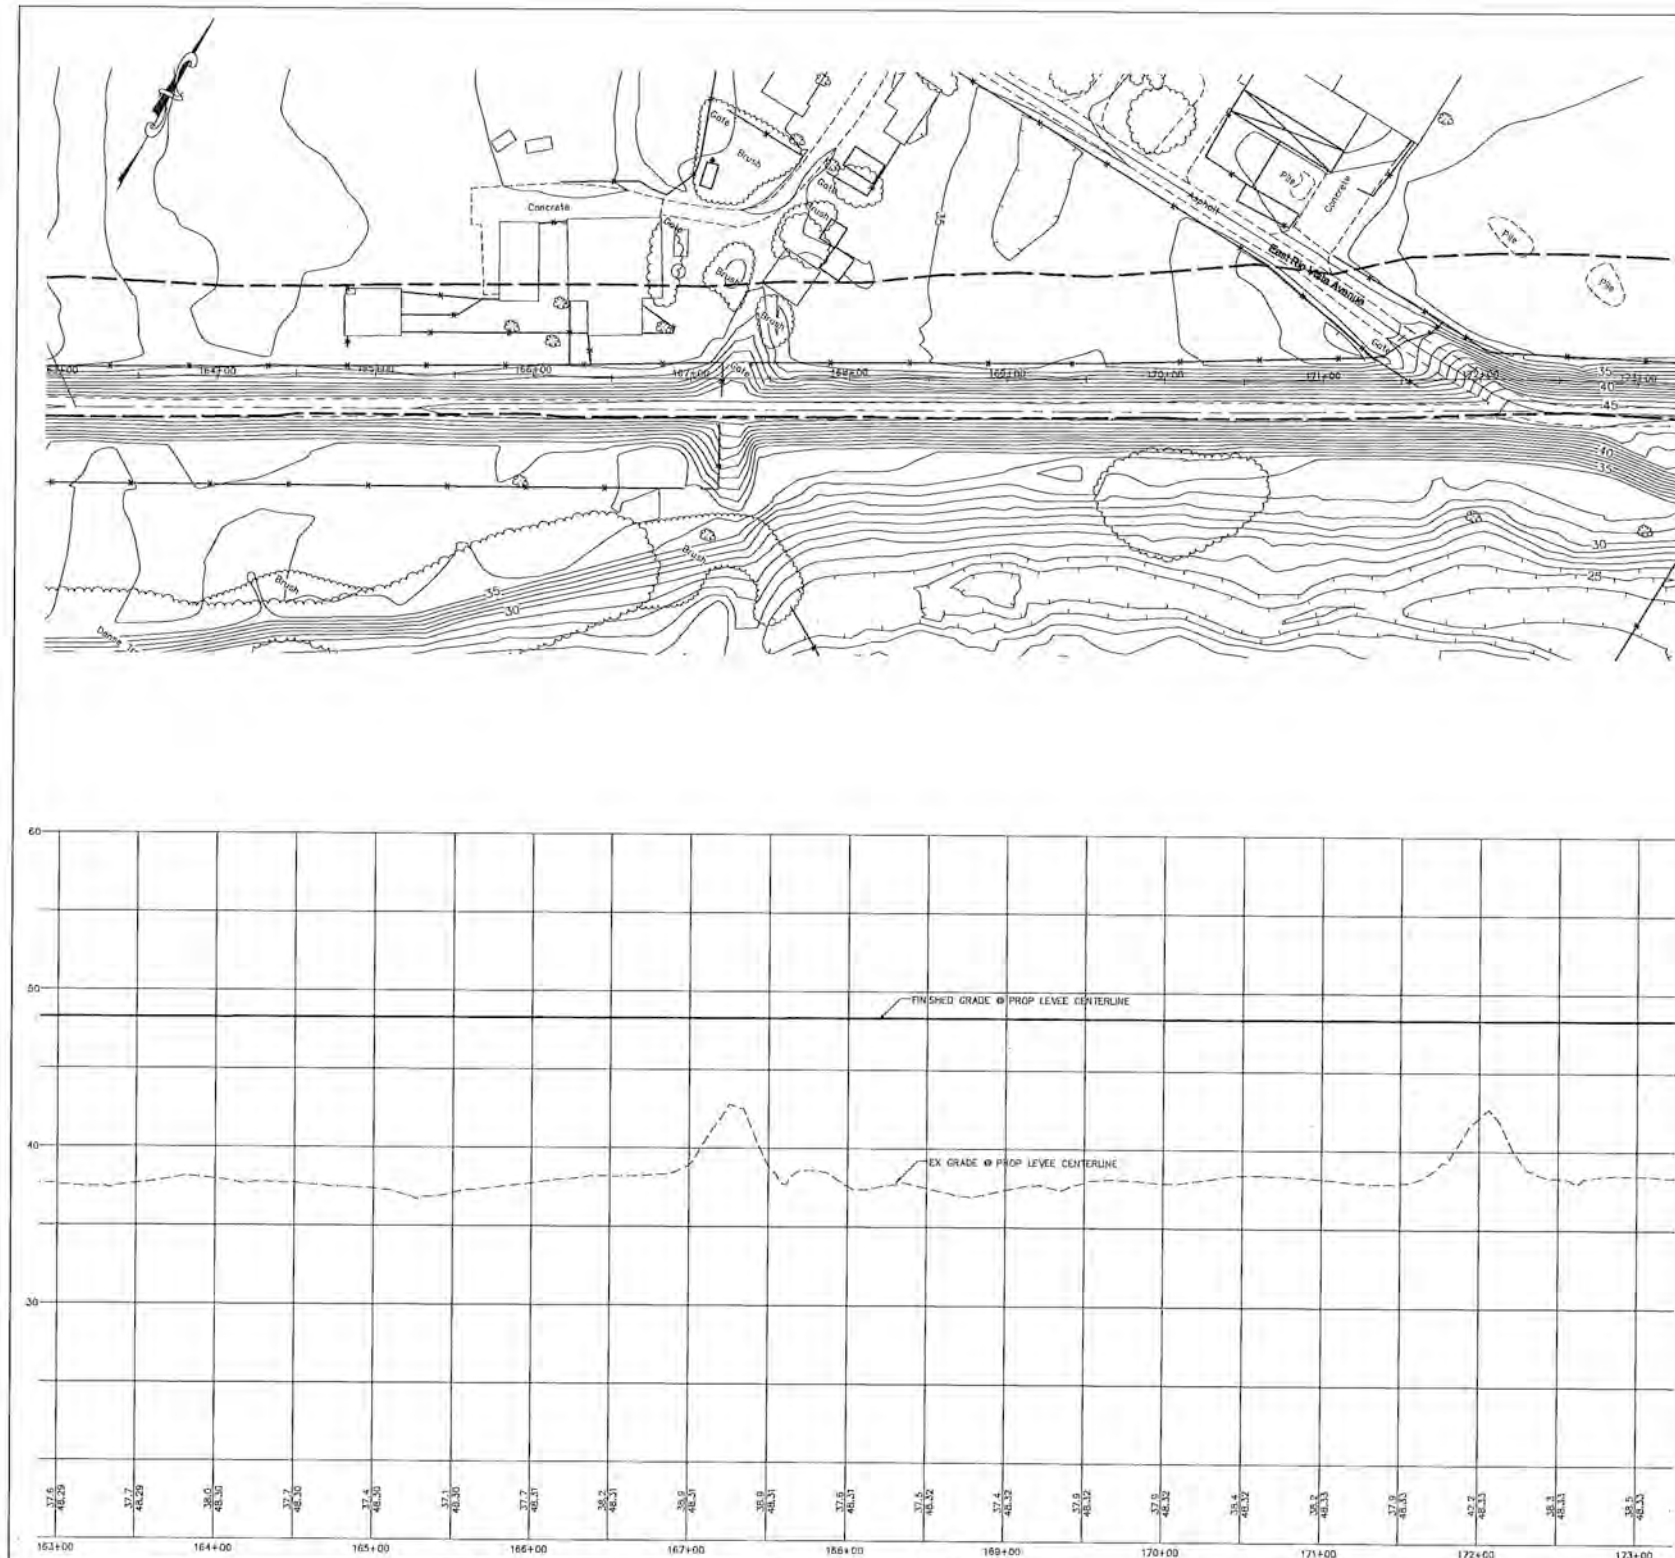 Gate
Brush
Gate
Brush
Concrete
Gate
Brush
Brush
35
Asphalt
Pile
Concrete
East Rio Vista Avenue
Pile
Pile
Gate
Gate
164+00
166+00
167+00
168+00
169+00
170+00
171+00
172+00
173+00
35
40
45
40
35
30
25
Brush
Brush
35
30
60
50
FINISHED GRADE @ PROP LEVEE CENTERLINE
40
EX GRADE @ PROP LEVEE CENTERLINE
30
37.6 48.29
37.7 48.29
38.0 48.30
37.7 48.30
37.4 48.30
48.30
37.7 48.31
38.2 48.31
38.9 48.31
38.9 48.31
37.6 48.31
37.5 48.32
37.4 48.32
37.9 48.32
37.9 48.32
38.4 48.32
38.2 48.33
37.9 48.33
42.2 48.33
38.3 48.33
38.5 48.33
163+00
164+00
165+00
166+00
167+00
168+00
169+00
170+00
171+00
172+00
173+00